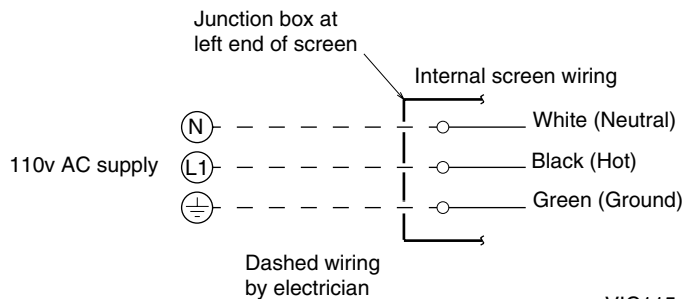 Junction box at
left end of screen
Internal screen wiring
N
White (Neutral)
110v AC supply
L1
Black (Hot)
Green (Ground)
Dashed wiring
by electrician